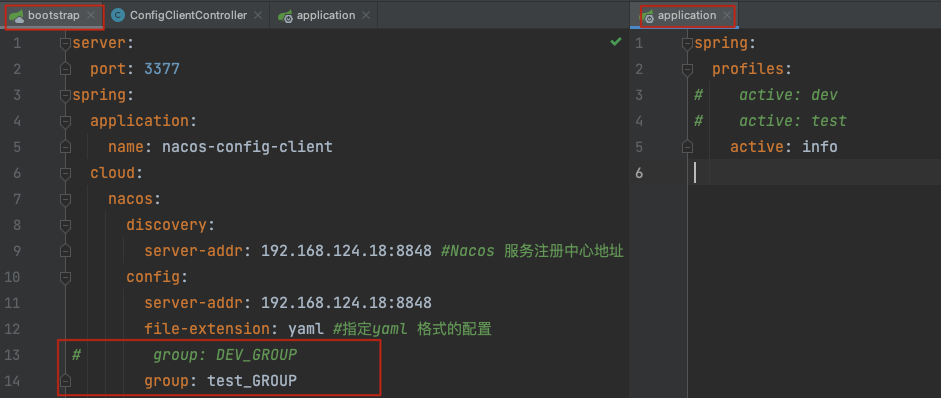 bootstrap
ConfigClientController
application
application
1 server:
2 port: 3377
3 spring:
4 application:
5 name: nacos-config-client
6 cloud:
7 nacos:
8 discovery:
9 server-addr: 192.168.124.18:8848 #Nacos 服务注册中心地址
10 config:
11 server-addr: 192.168.124.18:8848
12 file-extension: yaml #指定yaml 格式的配置
13 # group: DEV_GROUP
14 group: test_GROUP
1 spring:
2 profiles:
3 # active: dev
4 # active: test
5 active: info
6